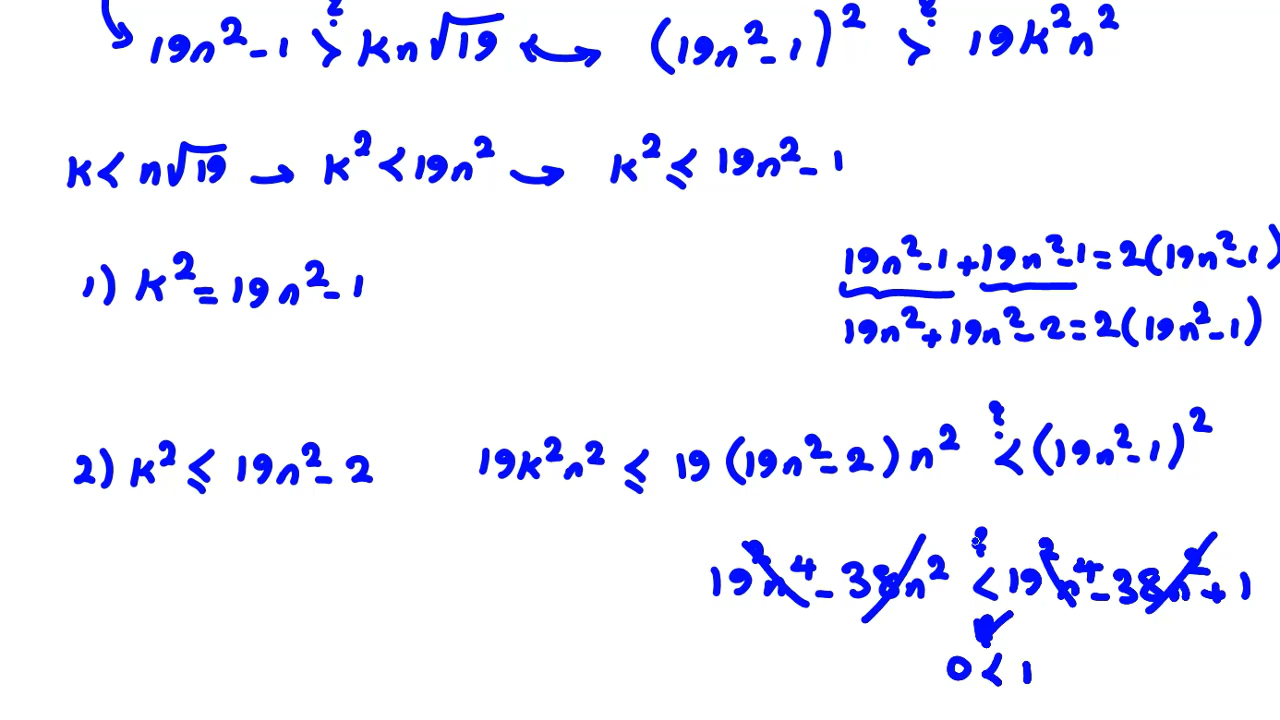 19n² - 1 >? kn√19 ↔ (19n² - 1)² >? 19k²n²
k < n√19 → k² < 19n² → k² ≤ 19n² - 1
19n² - 1 + 19n² - 1 = 2(19n² - 1)
1) k² = 19n² - 1
19n² + 19n² - 2 = 2(19n² - 1)
2) k² ≤ 19n² - 2 19k²n² ≤ 19(19n² - 2)n² <? (19n² - 1)²
19²n⁴ - 38n² <? 19²n⁴ - 38n² + 1
0 < 1